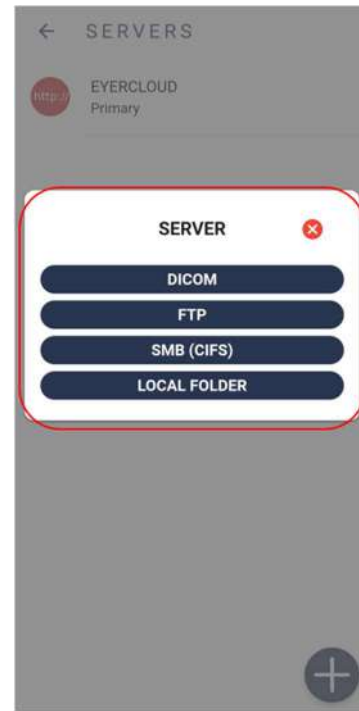 SERVERS
http://
EYERCLOUD
Primary
SERVER
DICOM
FTP
SMB (CIFS)
LOCAL FOLDER